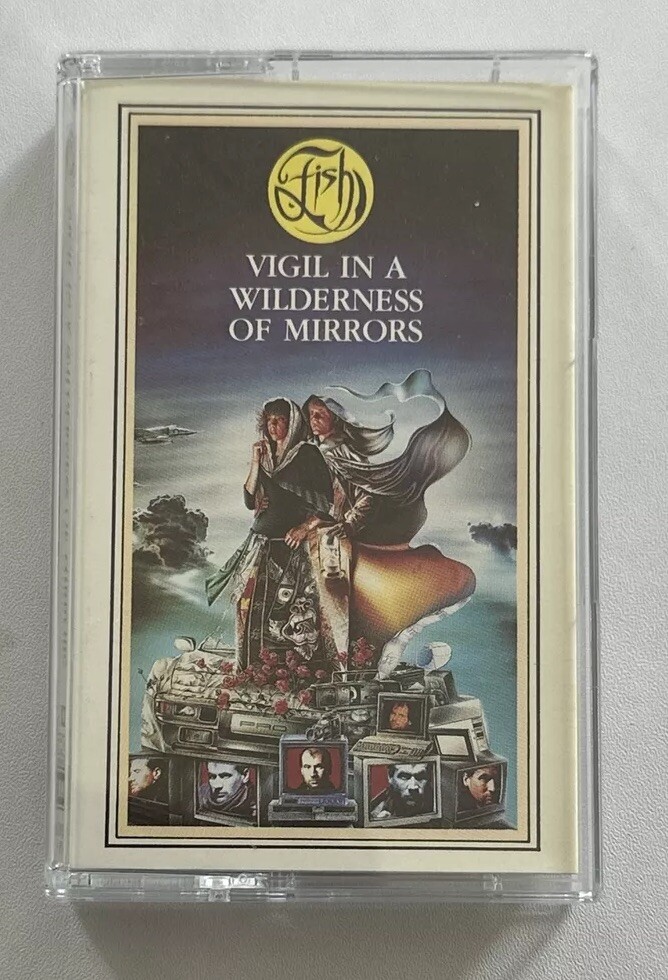 Fish
VIGIL IN A
WILDERNESS
OF MIRRORS